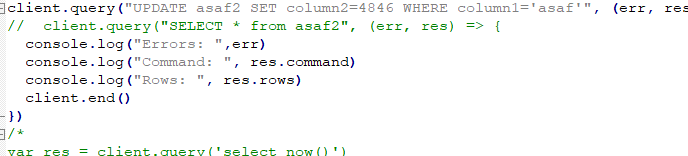 client.query("UPDATE asaf2 SET column2=4846 WHERE column1='asaf'", (err, res
//  client.query("SELECT * from asaf2", (err, res) => {
  console.log("Errors: ",err)
  console.log("Command: ", res.command)
  console.log("Rows: ", res.rows)
  client.end()
})
/*
var res = client.query('select now()')